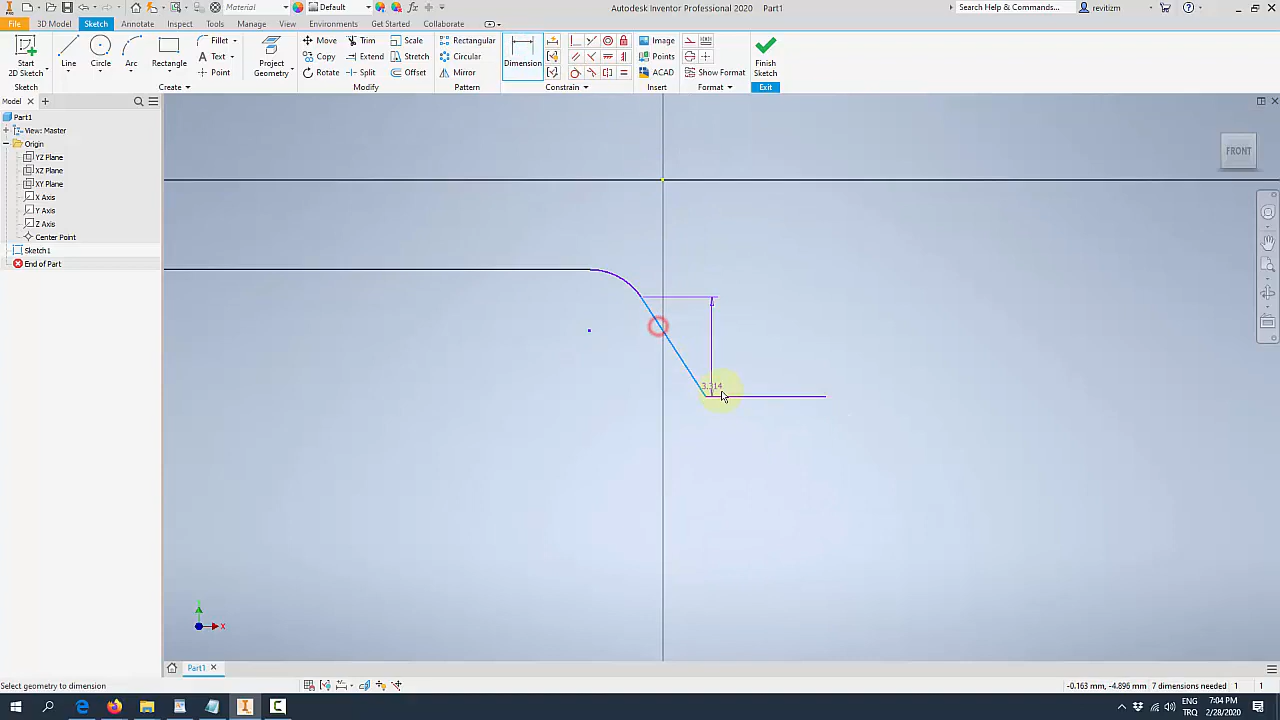 Material
Default
Autodesk Inventor Professional 2020 Part1
Search Help & Commands...
revitizm
File
3D Model
Sketch
Annotate
Inspect
Tools
Manage
View
Environments
Get Started
Collaborate
Start
2D Sketch
Line
Circle
Arc
Rectangle
Fillet
Text
Point
Project
Geometry
Move
Copy
Rotate
Trim
Extend
Split
Scale
Stretch
Offset
Rectangular
Circular
Mirror
Dimension
Image
Points
ACAD
Show Format
Finish
Sketch
Sketch
Create
Modify
Pattern
Constrain
Insert
Format
Exit
Model
Part1
View: Master
Origin
YZ Plane
XZ Plane
XY Plane
X Axis
Y Axis
Z Axis
Center Point
Sketch1
End of Part
FRONT
3.314
X
Part1
Select geometry to dimension
-0.163 mm, -4.896 mm
7 dimensions needed
1
1
ENG
7:04 PM
TRQ
2/28/2020